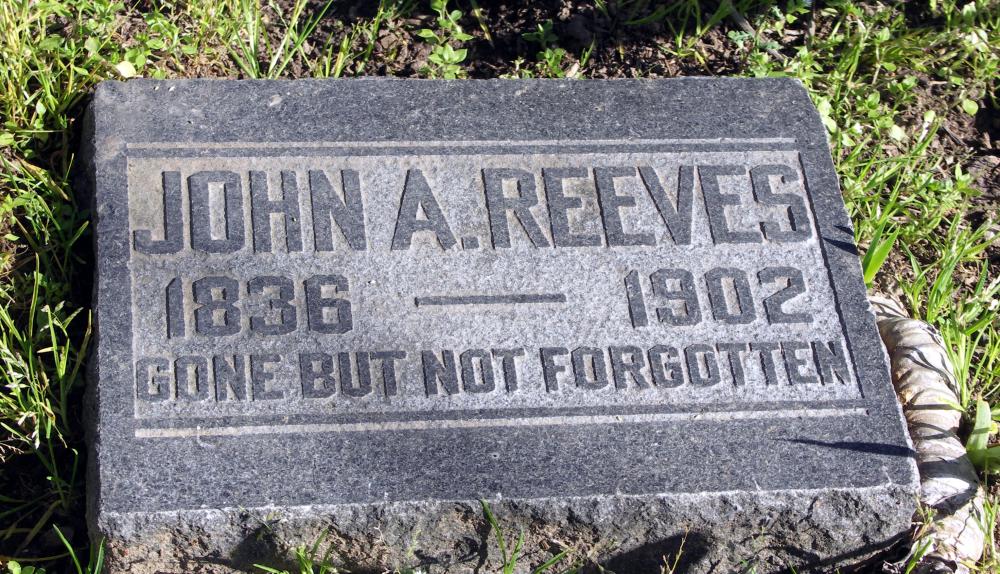 JOHN A. REEVES
1836 — 1902
GONE BUT NOT FORGOTTEN